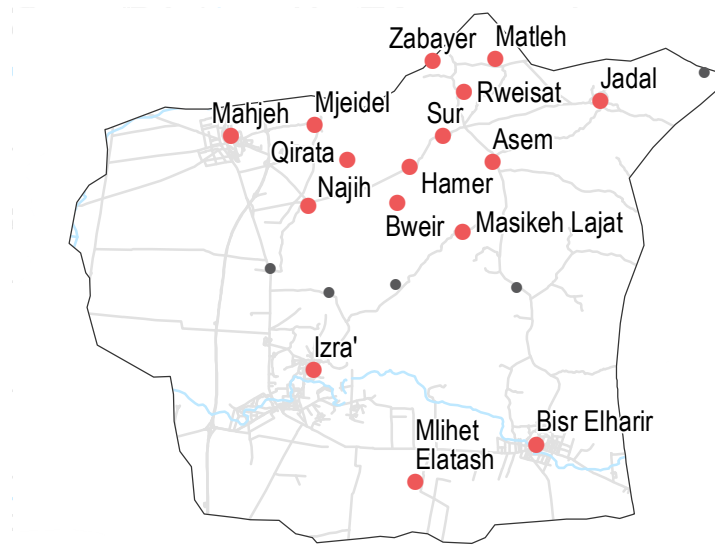 Zabayer
Matleh
Rweisat
Jadal
Mahjeh
Mjeidel
Sur
Asem
Qirata
Hamer
Najih
Bweir
Masikeh Lajat
Izra'
Mlihet
Elatash
Bisr Elharir